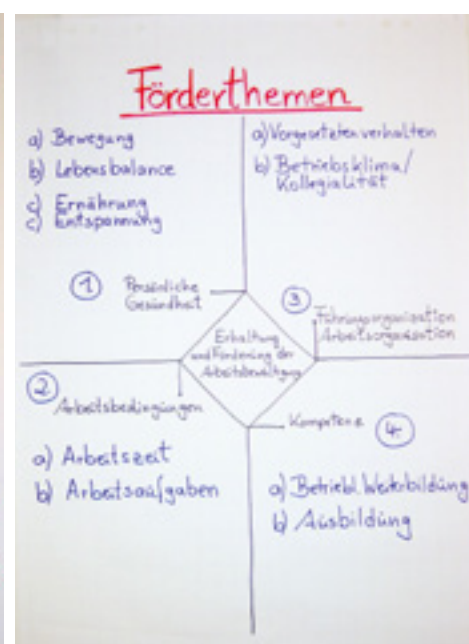 Förderthemen
a) Bewegung
b) Lebensbalance
c) Ernährung
c) Entspannung
① Persönliche
Gesundheit
a) Vorgesetztenverhalten
b) Betriebsklima/
Kollegialität
③ Führungsorganisation
Arbeitsorganisation
Erhaltung
und Förderung der
Arbeitsbewältigung
② Arbeitsbedingungen
a) Arbeitszeit
b) Arbeitsaufgaben
Kompetenz ④
a) Betriebl. Weiterbildung
b) Ausbildung